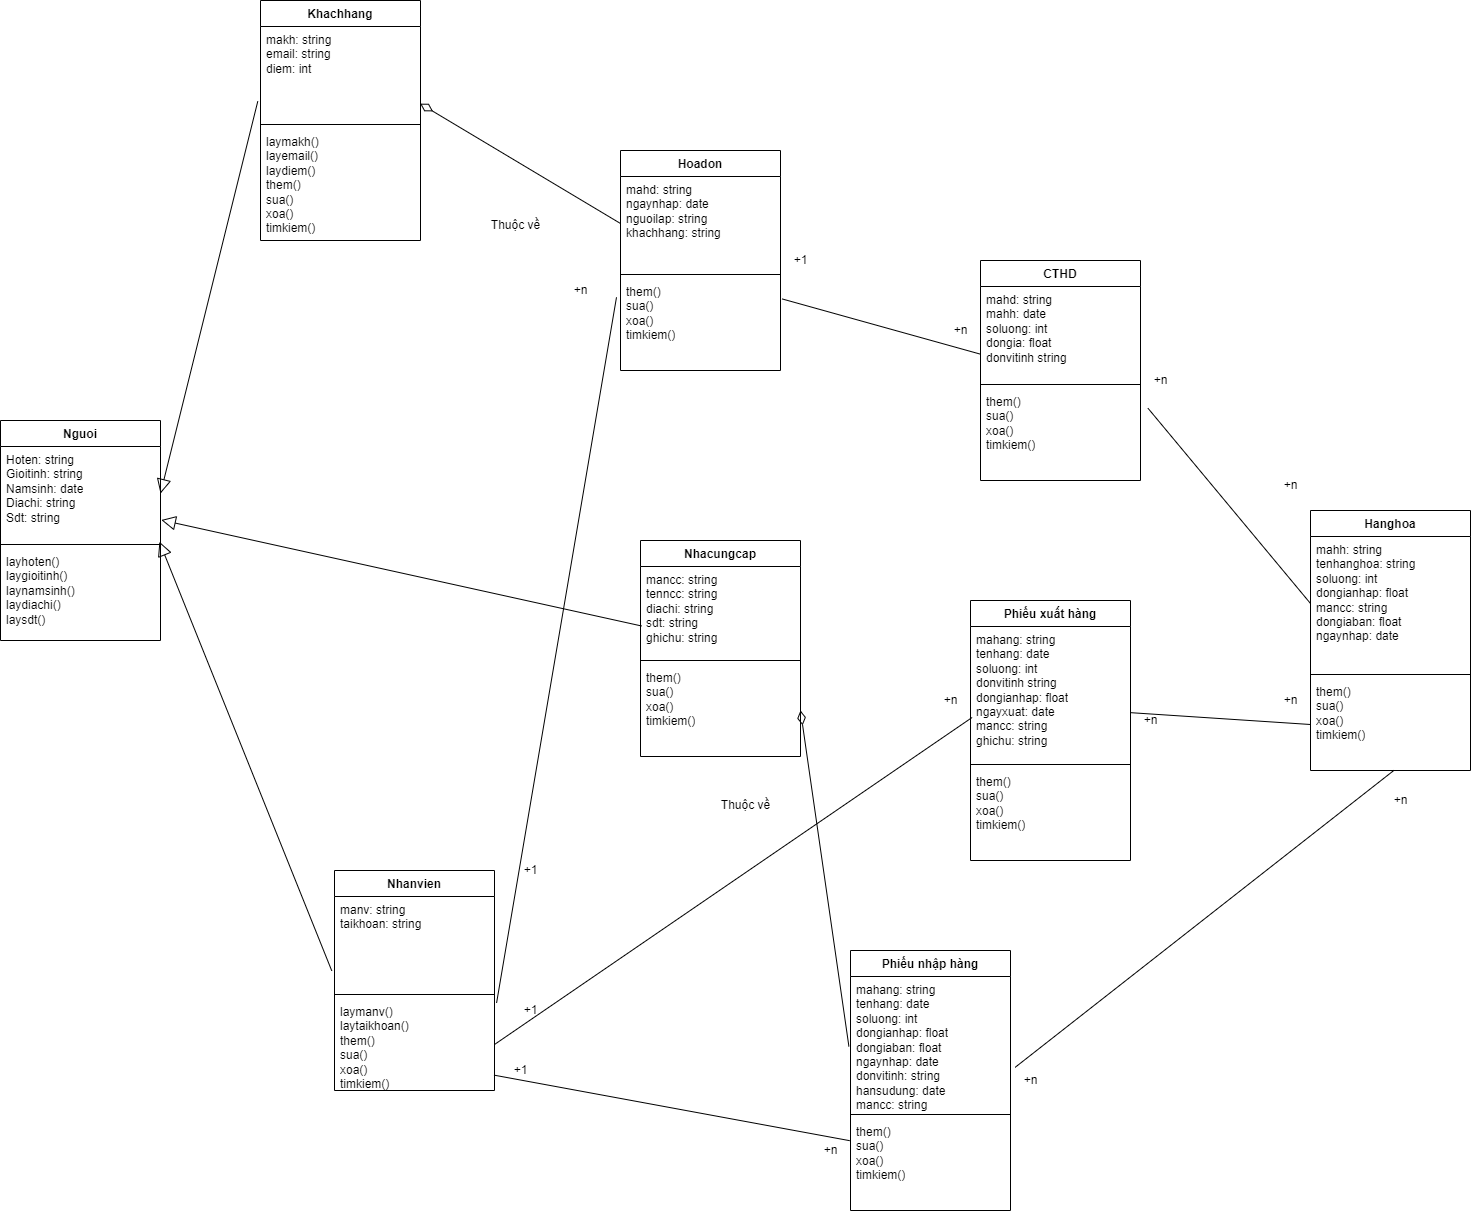 Khachhang
makh: string
email: string
diem: int
laymakh()
layemail()
laydiem()
them()
sua()
xoa()
timkiem()
Thuộc về
Hoadon
mahd: string
ngaynhap: date
nguoilap: string
khachhang: string
them()
sua()
xoa()
timkiem()
+n
+1
+n
CTHD
mahd: string
mahh: date
soluong: int
dongia: float
donvitinh string
them()
sua()
xoa()
timkiem()
+n
+n
Nguoi
Hoten: string
Gioitinh: string
Namsinh: date
Diachi: string
Sdt: string
layhoten()
laygioitinh()
laynamsinh()
laydiachi()
laysdt()
Nhacungcap
mancc: string
tenncc: string
diachi: string
sdt: string
ghichu: string
them()
sua()
xoa()
timkiem()
Thuộc về
Phiếu xuất hàng
mahang: string
tenhang: date
soluong: int
donvitinh string
dongianhap: float
ngayxuat: date
mancc: string
ghichu: string
them()
sua()
xoa()
timkiem()
+n
+n
+n
Hanghoa
mahh: string
tenhanghoa: string
soluong: int
dongianhap: float
mancc: string
dongiaban: float
ngaynhap: date
them()
sua()
xoa()
timkiem()
+n
Nhanvien
manv: string
taikhoan: string
laymanv()
laytaikhoan()
them()
sua()
xoa()
timkiem()
+1
+1
+1
Phiếu nhập hàng
mahang: string
tenhang: date
soluong: int
dongianhap: float
dongiaban: float
ngaynhap: date
donvitinh: string
hansudung: date
mancc: string
them()
sua()
xoa()
timkiem()
+n
+n